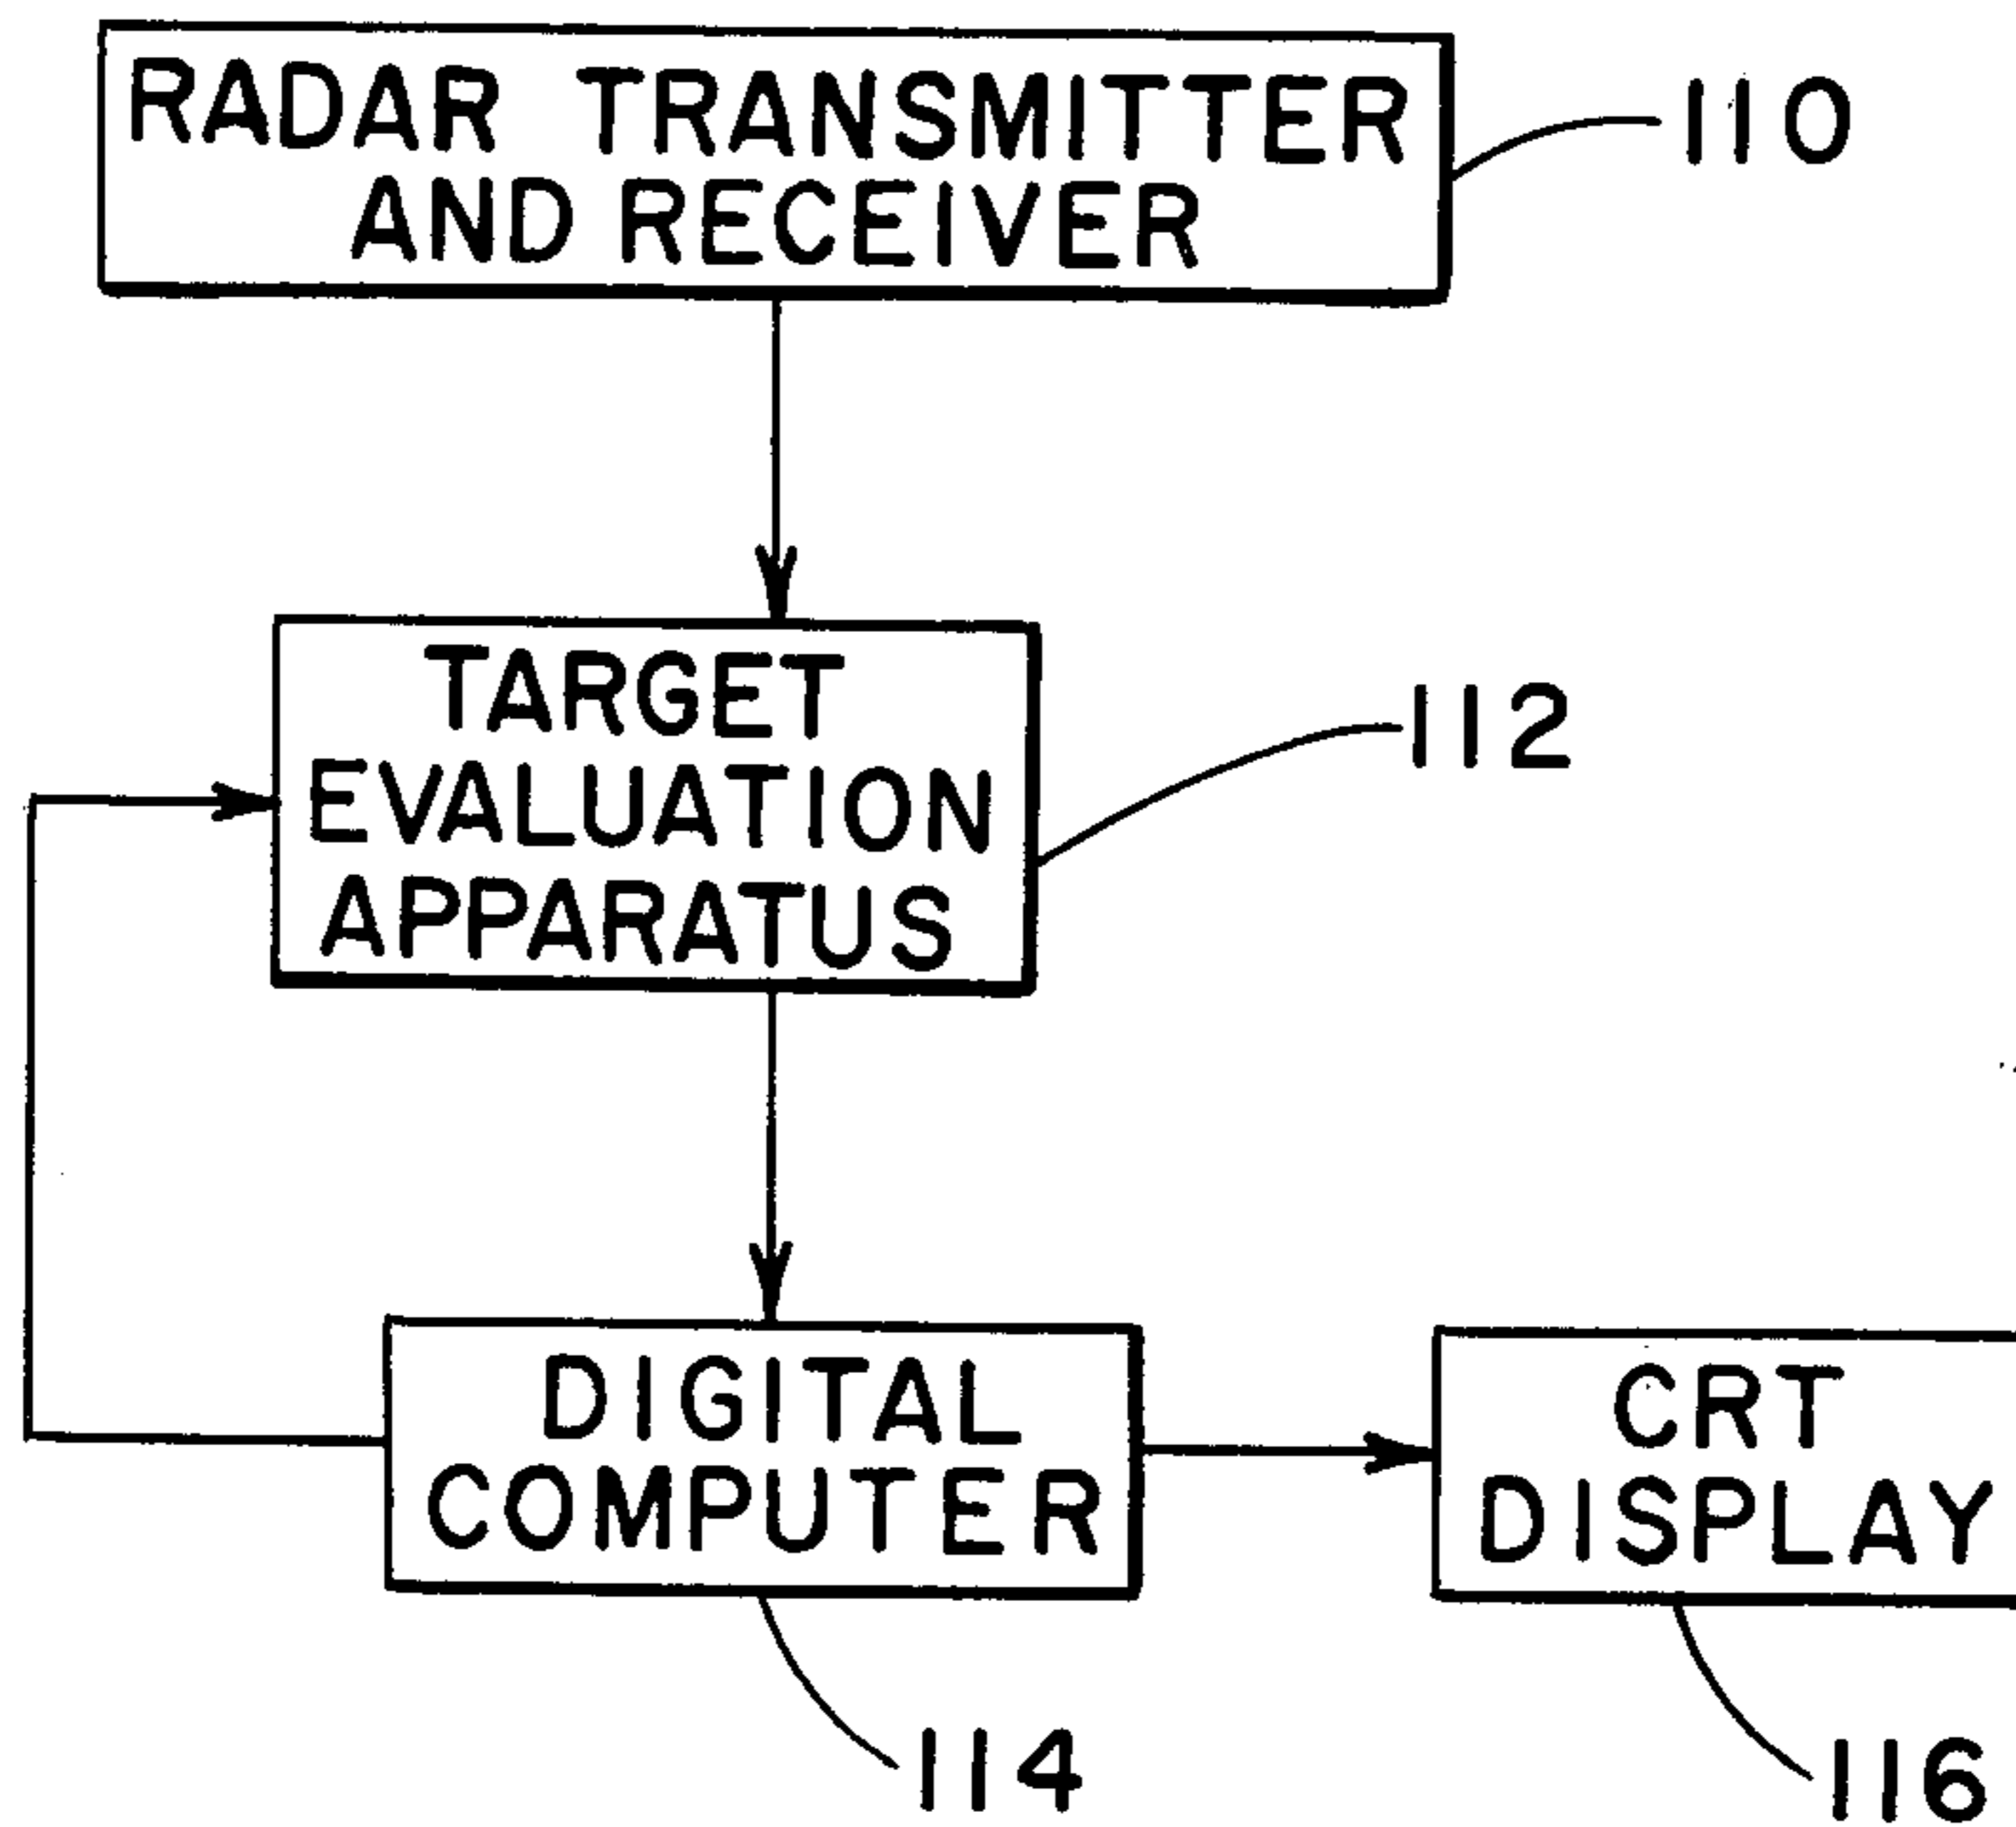 RADAR TRANSMITTER
AND RECEIVER
110
TARGET
EVALUATION
APPARATUS
112
DIGITAL
COMPUTER
114
CRT
DISPLAY
116